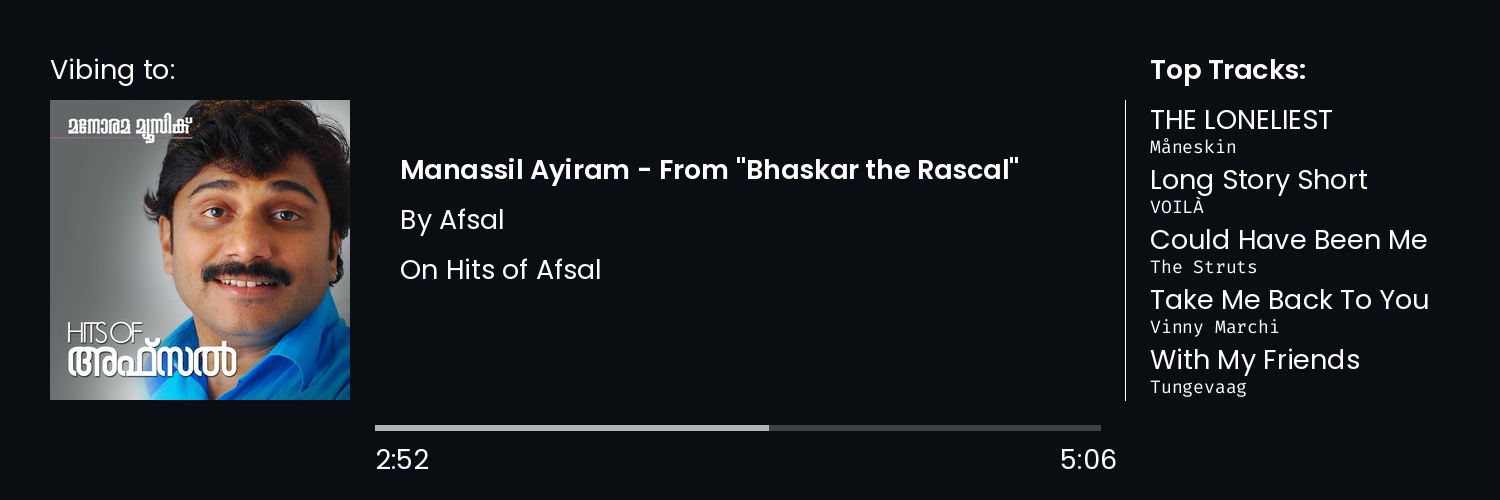 Vibing to:
മനോരമ മ്യൂസിക്
HITS OF
അഫ്സൽ
Manassil Ayiram - From "Bhaskar the Rascal"
By Afsal
On Hits of Afsal
2:52
5:06
Top Tracks:
THE LONELIEST
Måneskin
Long Story Short
VOILÀ
Could Have Been Me
The Struts
Take Me Back To You
Vinny Marchi
With My Friends
Tungevaag